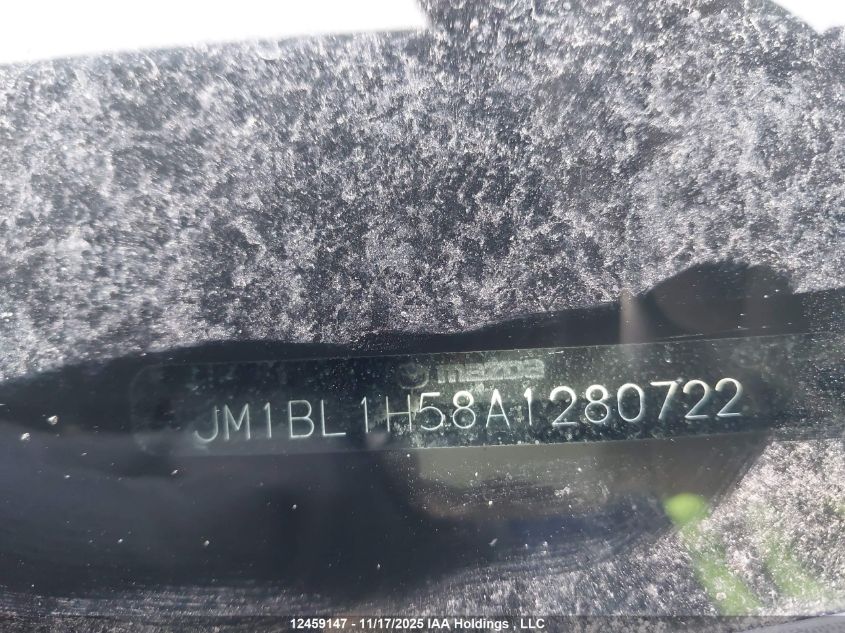 mazda
JM1BL1H58A1280722
12459147 - 11/17/2025 IAA Holdings , LLC